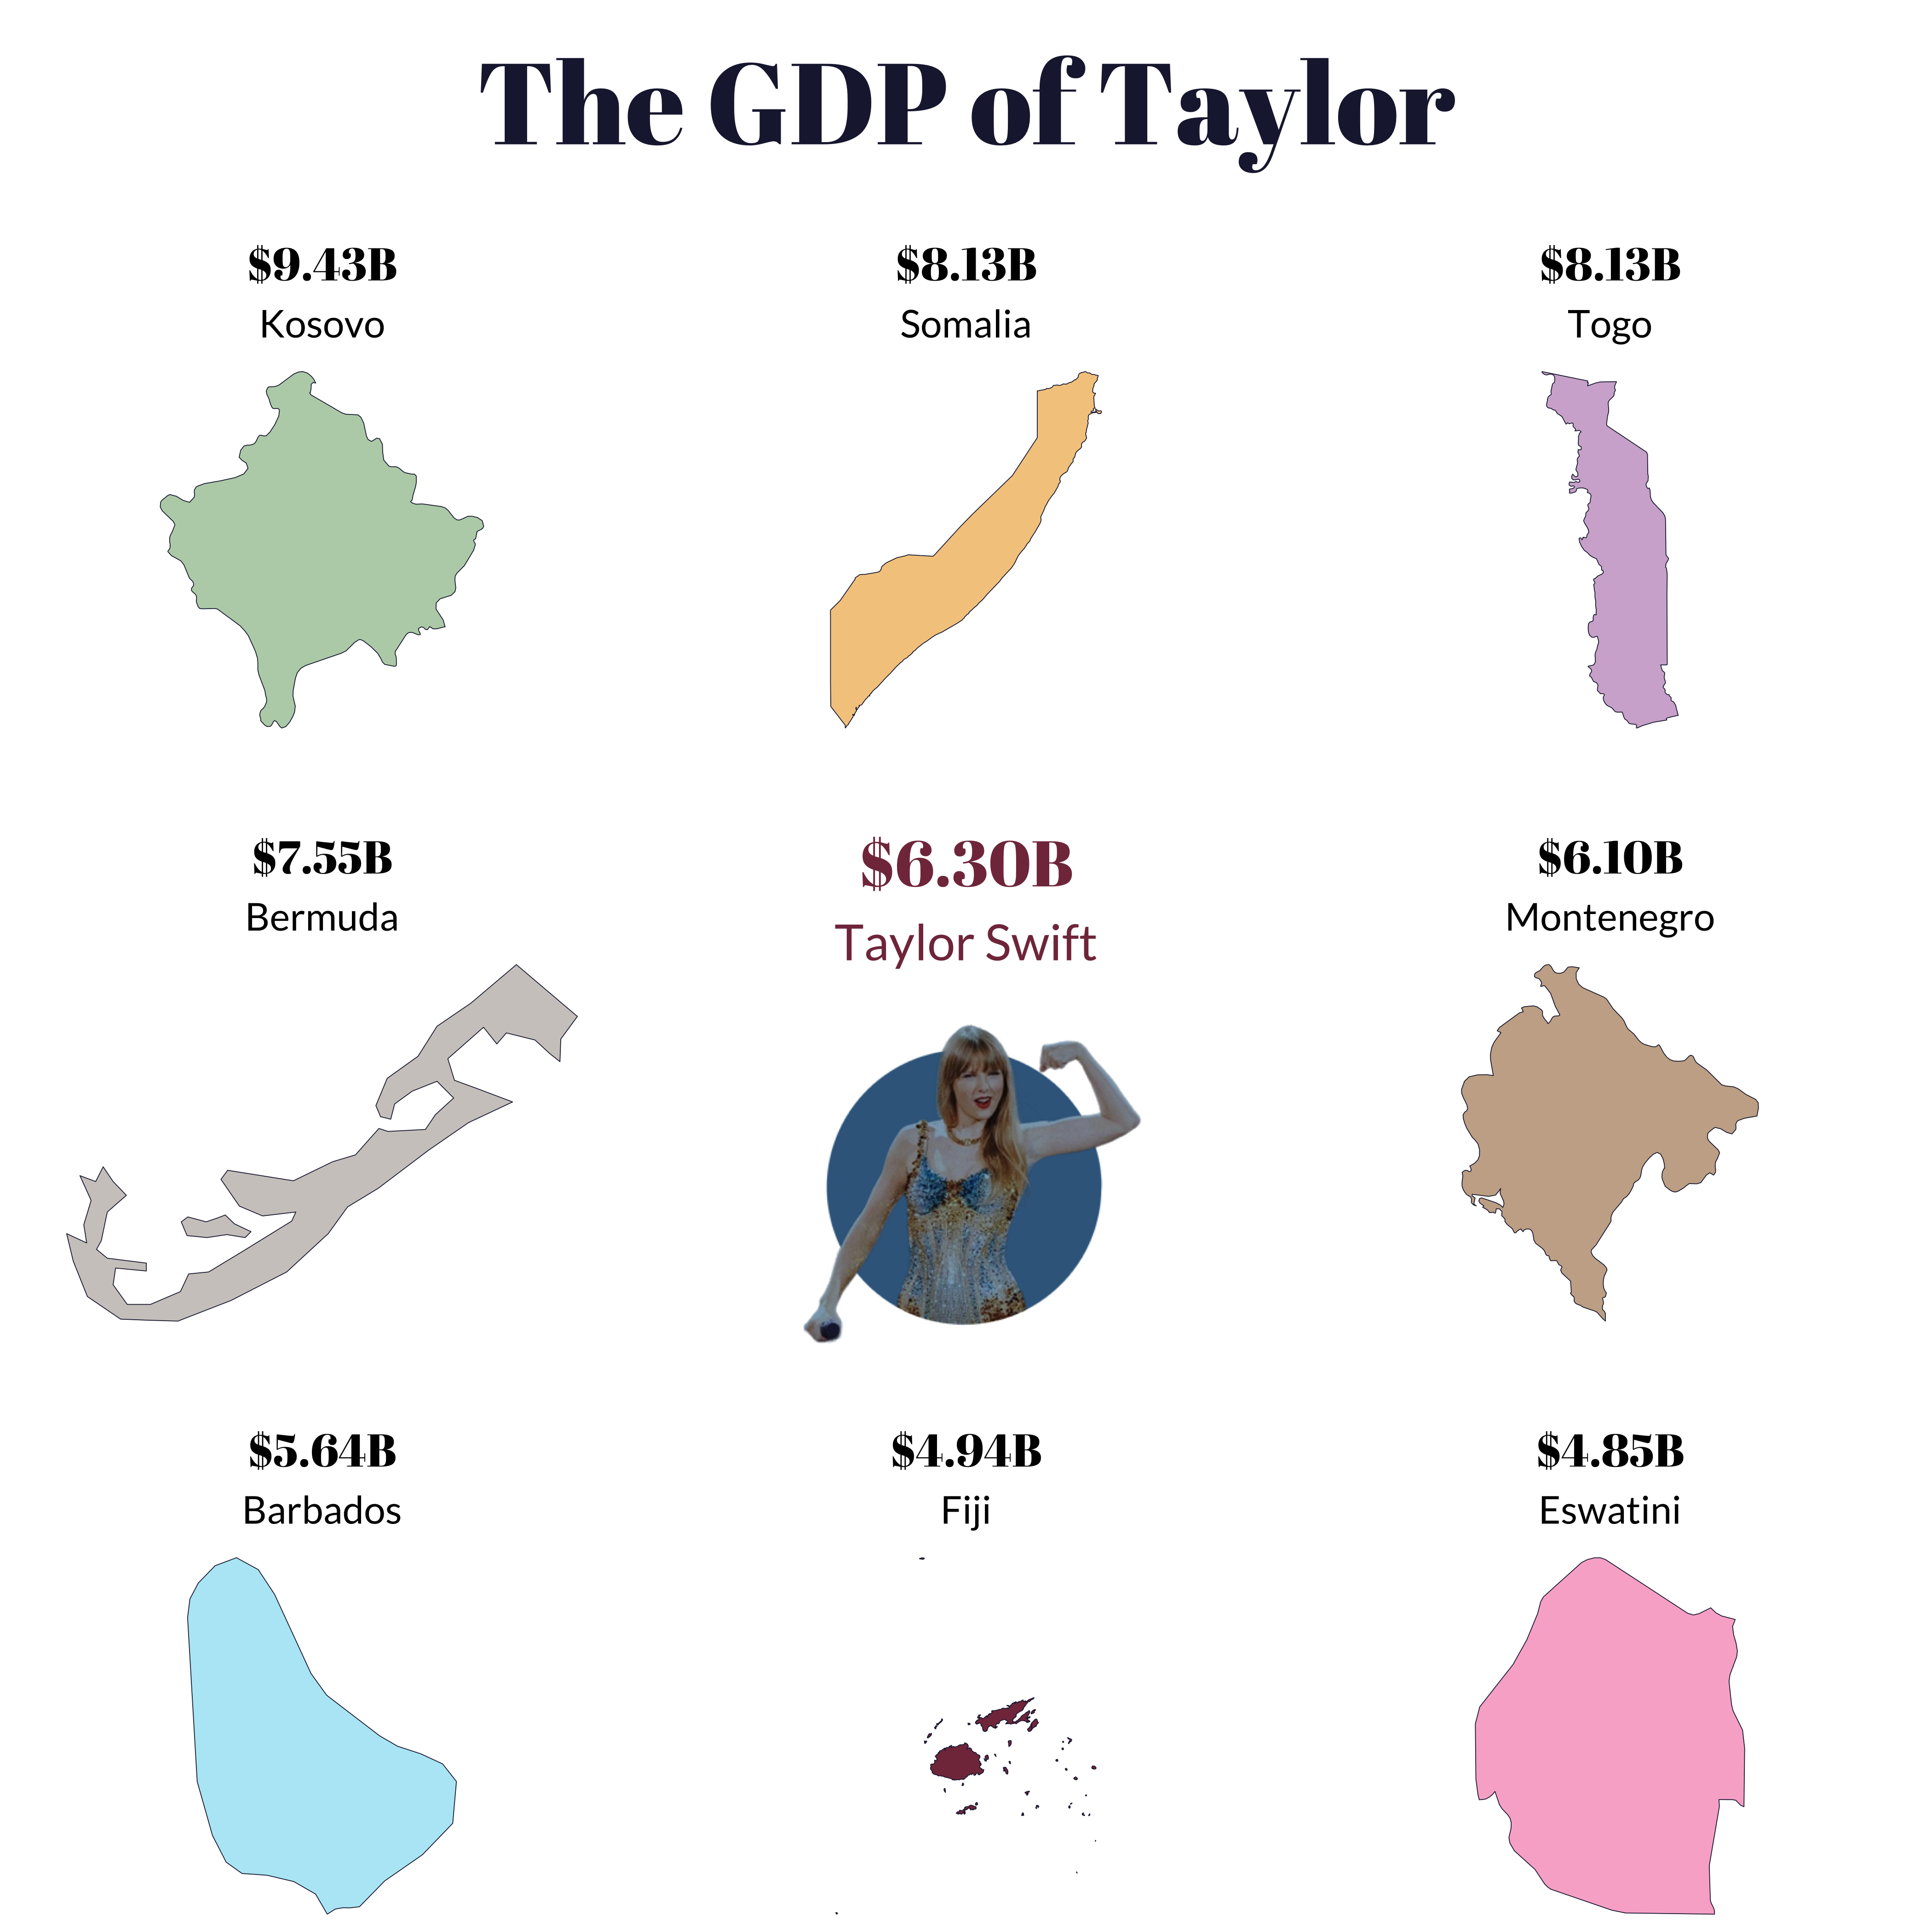 The GDP of Taylor
$9.43B
Kosovo
$8.13B
Somalia
$8.13B
Togo
$7.55B
Bermuda
$6.30B
Taylor Swift
$6.10B
Montenegro
$5.64B
Barbados
$4.94B
Fiji
$4.85B
Eswatini